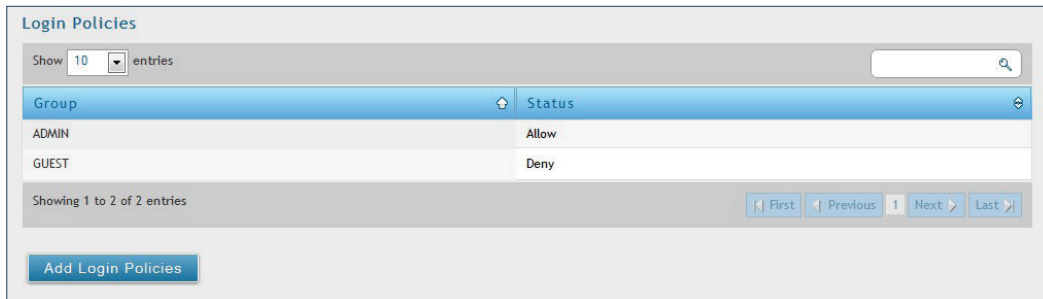 Login Policies
Show 10 entries
Group Status
ADMIN Allow
GUEST Deny
Showing 1 to 2 of 2 entries
First Previous 1 Next Last
Add Login Policies